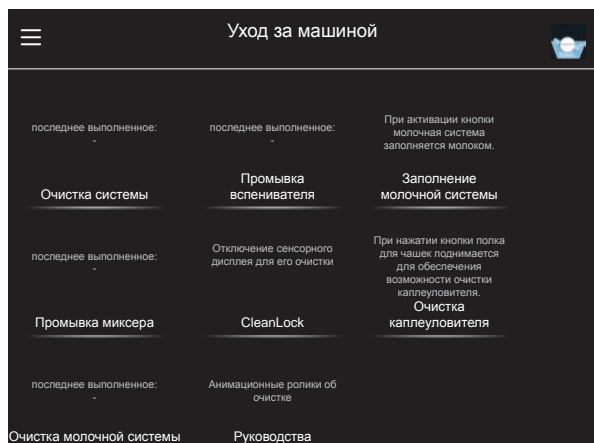 Уход за машиной
последнее выполненное:
-
последнее выполненное:
-
При активации кнопки
молочная система
заполняется молоком.
Очистка системы
Промывка
вспенивателя
Заполнение
молочной системы
последнее выполненное:
-
Отключение сенсорного
дисплея для его очистки
При нажатии кнопки полка
для чашек поднимается
для обеспечения
возможности очистки
каплеуловителя.
Промывка миксера
CleanLock
Очистка
каплеуловителя
последнее выполненное:
-
Анимационные ролики об
очистке
Очистка молочной системы
Руководства